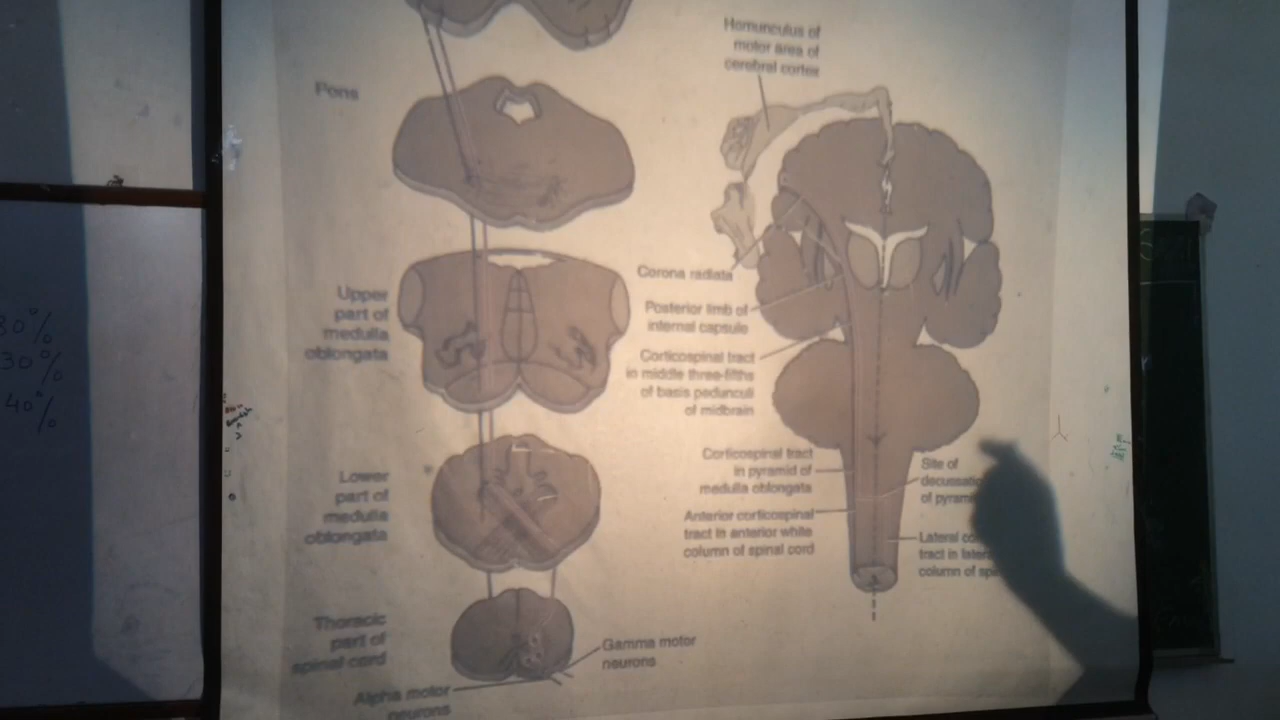 Pons
Upper
part of
medulla
oblongata
Lower
part of
medulla
oblongata
Thoracic
part of
spinal cord
Alpha motor
neurons
Gamma motor
neurons
Homunculus of
motor area of
cerebral cortex
Corona radiata
Posterior limb of
internal capsule
Corticospinal tract
in middle three-fifths
of basis pedunculi
of midbrain
Corticospinal tract
in pyramid of
medulla oblongata
Anterior corticospinal
tract in anterior white
column of spinal cord
Site of
of
Lateral
tract in
column of
30%
40%